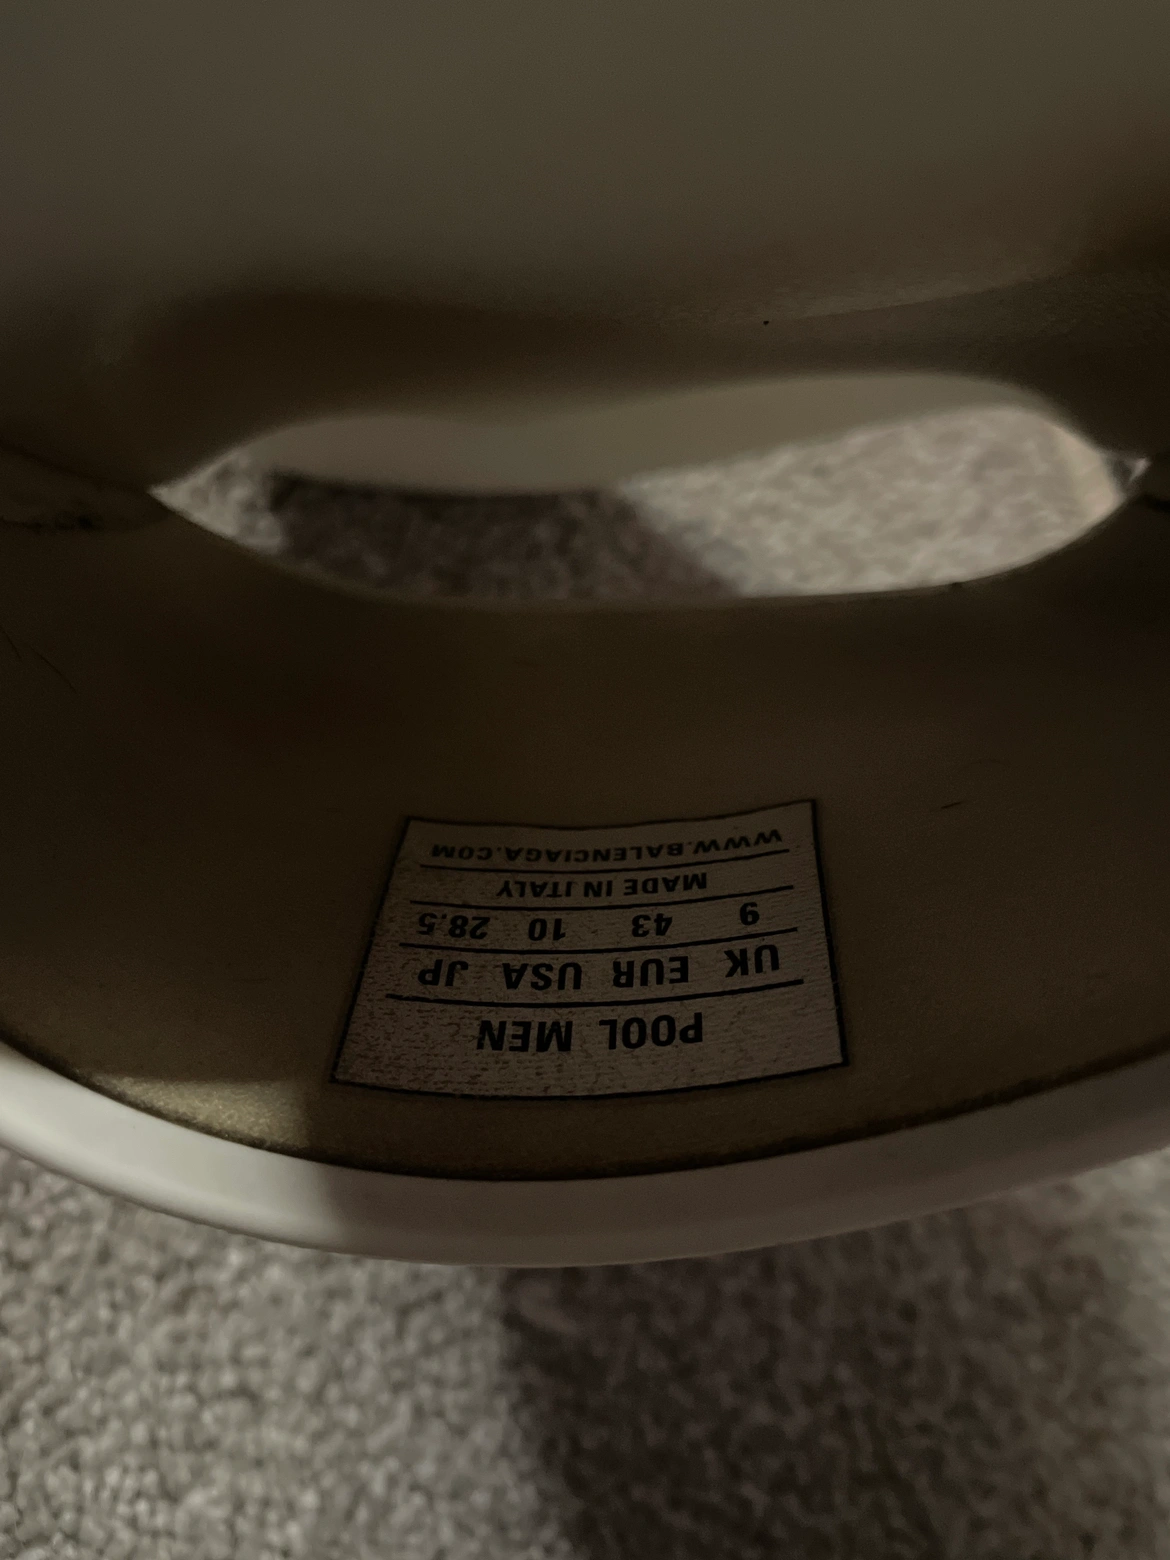 POOL MEN
UK EUR USA JP
9 43 10 28.5
MADE IN ITALY
WWW.BALENCIAGA.COM